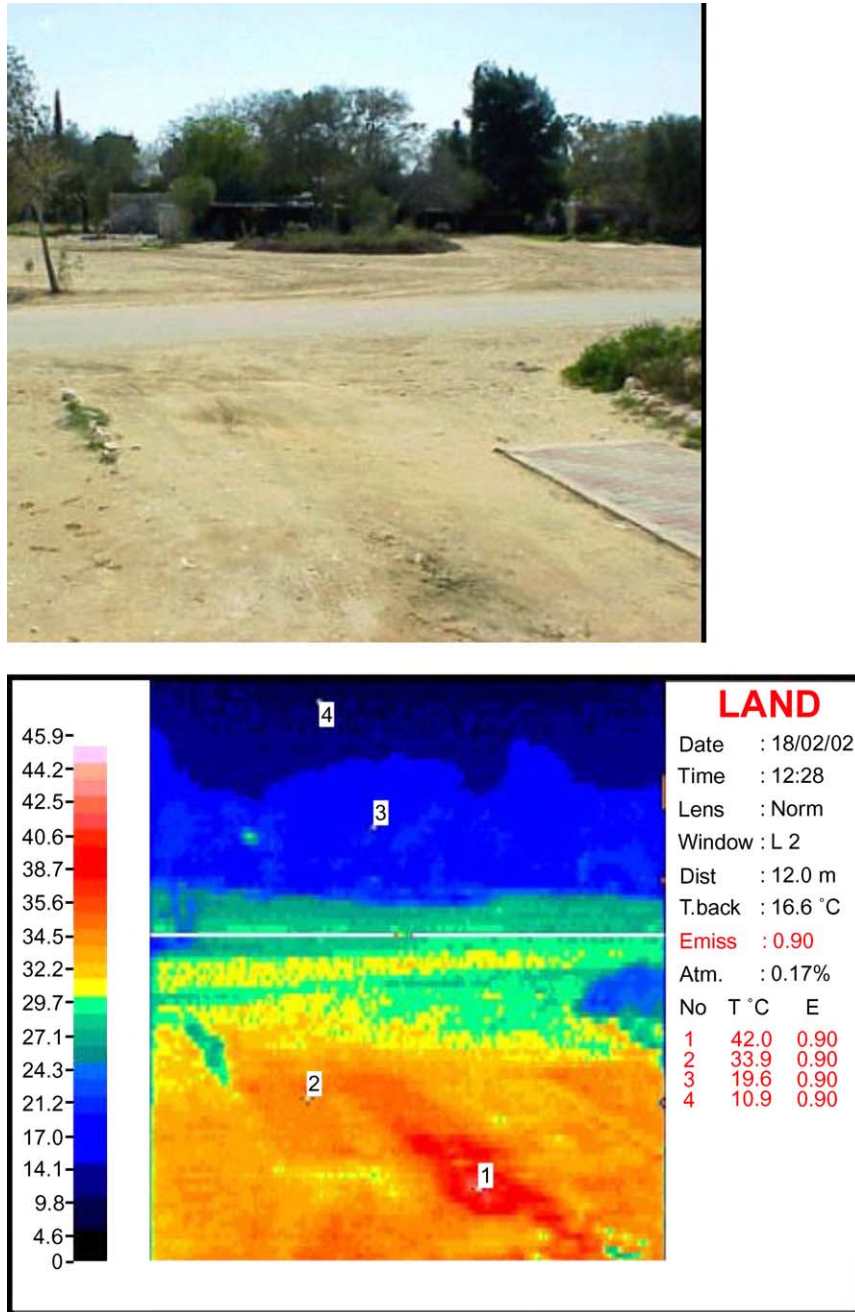 45.9
44.2
42.5
40.6
38.7
35.6
34.5
32.2
29.7
27.1
24.3
21.2
17.0
14.1
9.8
4.6
0
4
3
2
1
LAND
Date : 18/02/02
Time : 12:28
Lens : Norm
Window : L 2
Dist : 12.0 m
T.back : 16.6 °C
Emiss : 0.90
Atm. : 0.17%
No T °C E
1 42.0 0.90
2 33.9 0.90
3 19.6 0.90
4 10.9 0.90